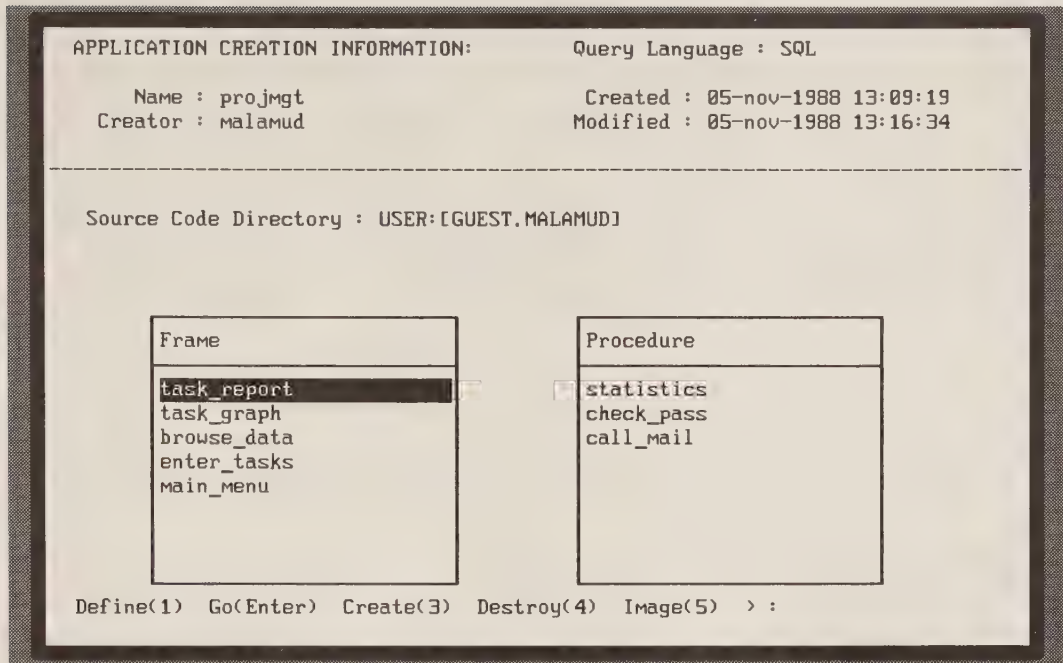 APPLICATION CREATION INFORMATION: Query Language : SQL
Name : projmgt Created : 05-nov-1988 13:09:19
Creator : malamud Modified : 05-nov-1988 13:16:34
Source Code Directory : USER:[GUEST.MALAMUD]
Frame
task_report
task_graph
browse_data
enter_tasks
main_menu
Procedure
statistics
check_pass
call_mail
Define(1) Go(Enter) Create(3) Destroy(4) Image(5) > :